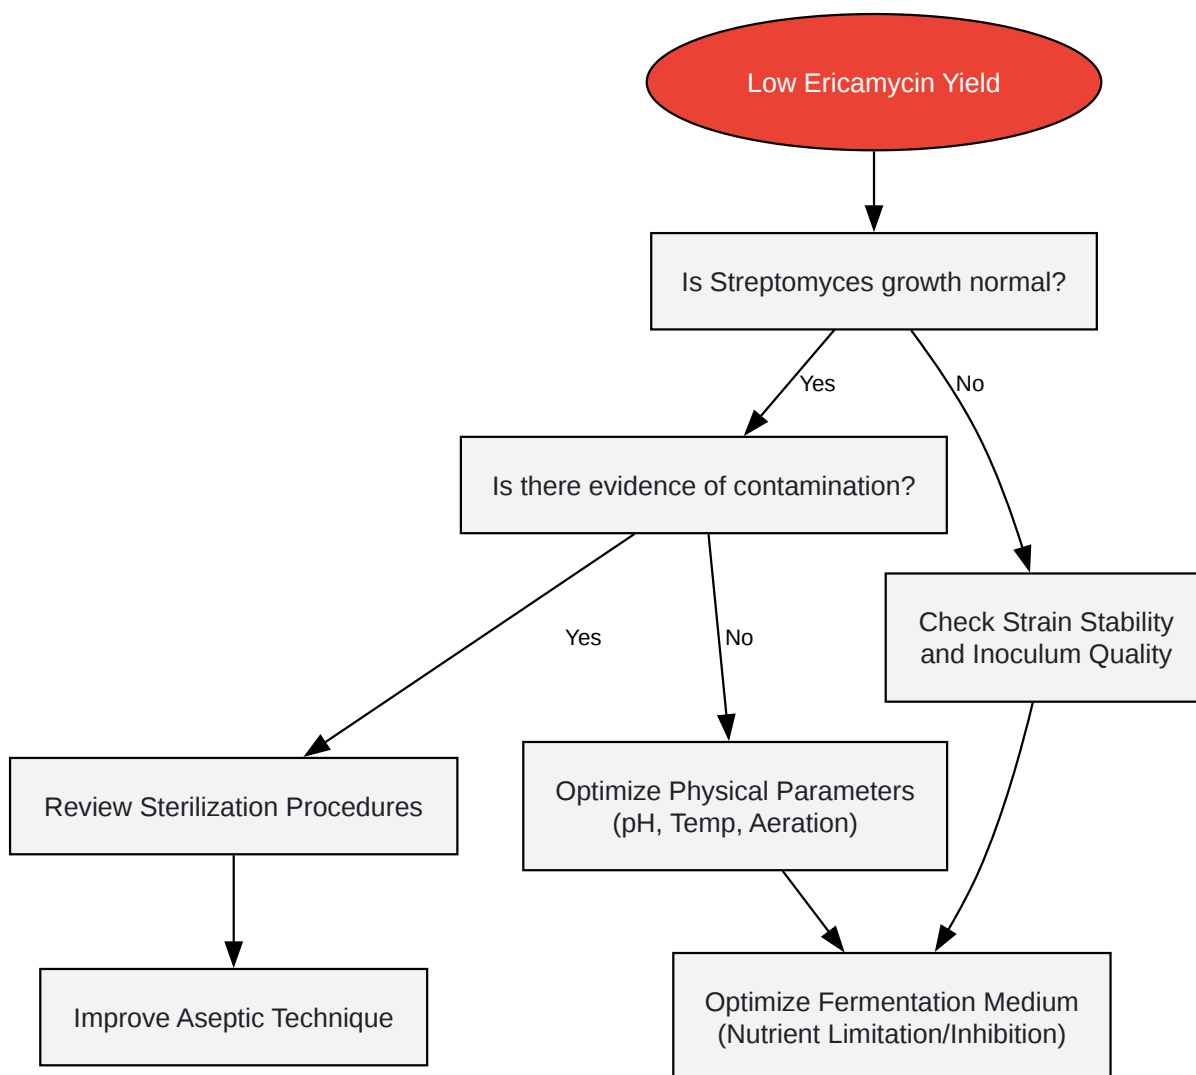 Low Ericamycin Yield
Is Streptomyces growth normal?
Yes
No
Is there evidence of contamination?
Check Strain Stability
and Inoculum Quality
Yes
No
Review Sterilization Procedures
Optimize Physical Parameters
(pH, Temp, Aeration)
Improve Aseptic Technique
Optimize Fermentation Medium
(Nutrient Limitation/Inhibition)